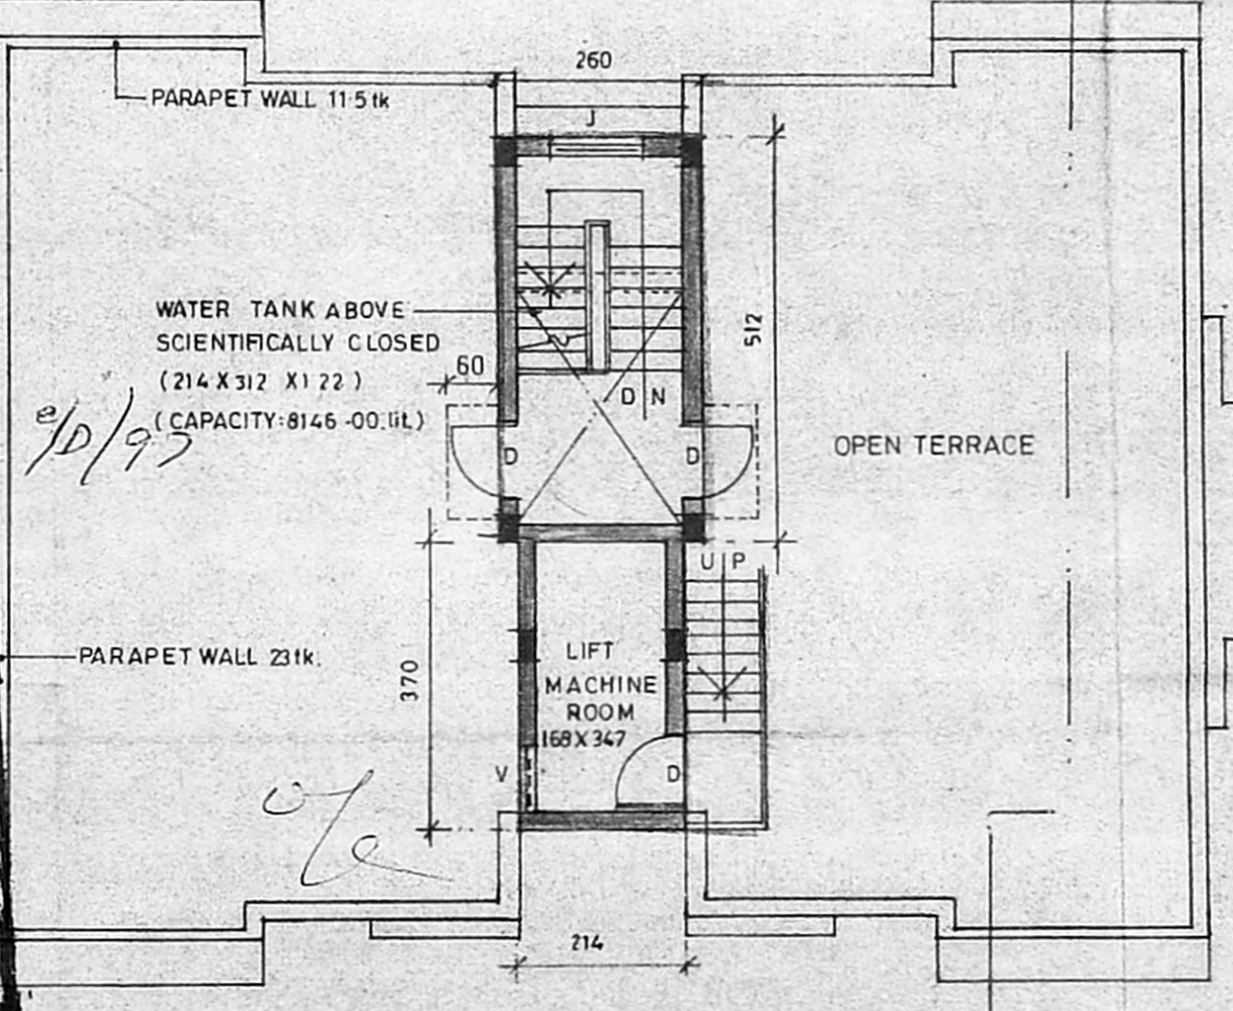 260
PARAPET WALL 11·5 tk
J
WATER TANK ABOVE
SCIENTIFICALLY CLOSED
(214 X 312 X 1 22)
(CAPACITY:8146-00.lit.)
60
512
D N
D
D
OPEN TERRACE
U P
PARAPET WALL 23 tk.
370
LIFT
MACHINE
ROOM
168 X 347
V
D
214